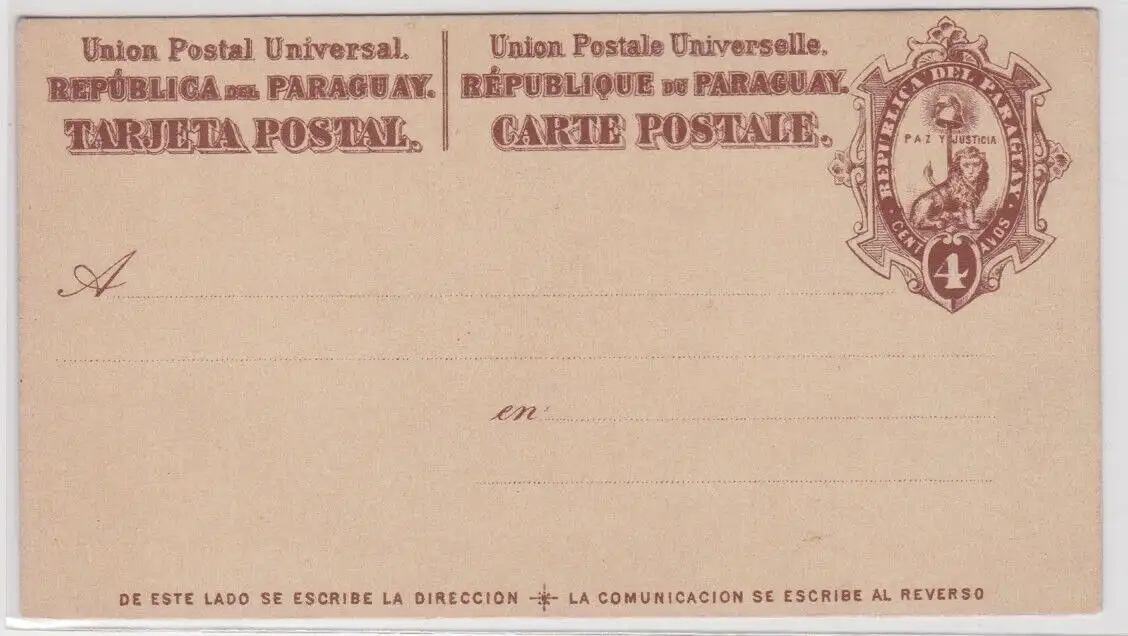 Union Postal Universal.
REPÚBLICA DEL PARAGUAY.
TARJETA POSTAL.
Union Postale Universelle.
RÉPUBLIQUE DU PARAGUAY.
CARTE POSTALE.
REPUBLICA DEL PARAGUAY
PAZ Y JUSTICIA
CENTAVOS
4
A
en
DE ESTE LADO SE ESCRIBE LA DIRECCION
LA COMUNICACION SE ESCRIBE AL REVERSO